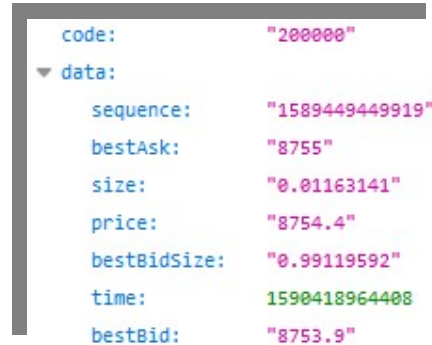 code: "200000"
data:
sequence: "1589449449919"
bestAsk: "8755"
size: "0.01163141"
price: "8754.4"
bestBidSize: "0.99119592"
time: 1590418964408
bestBid: "8753.9"